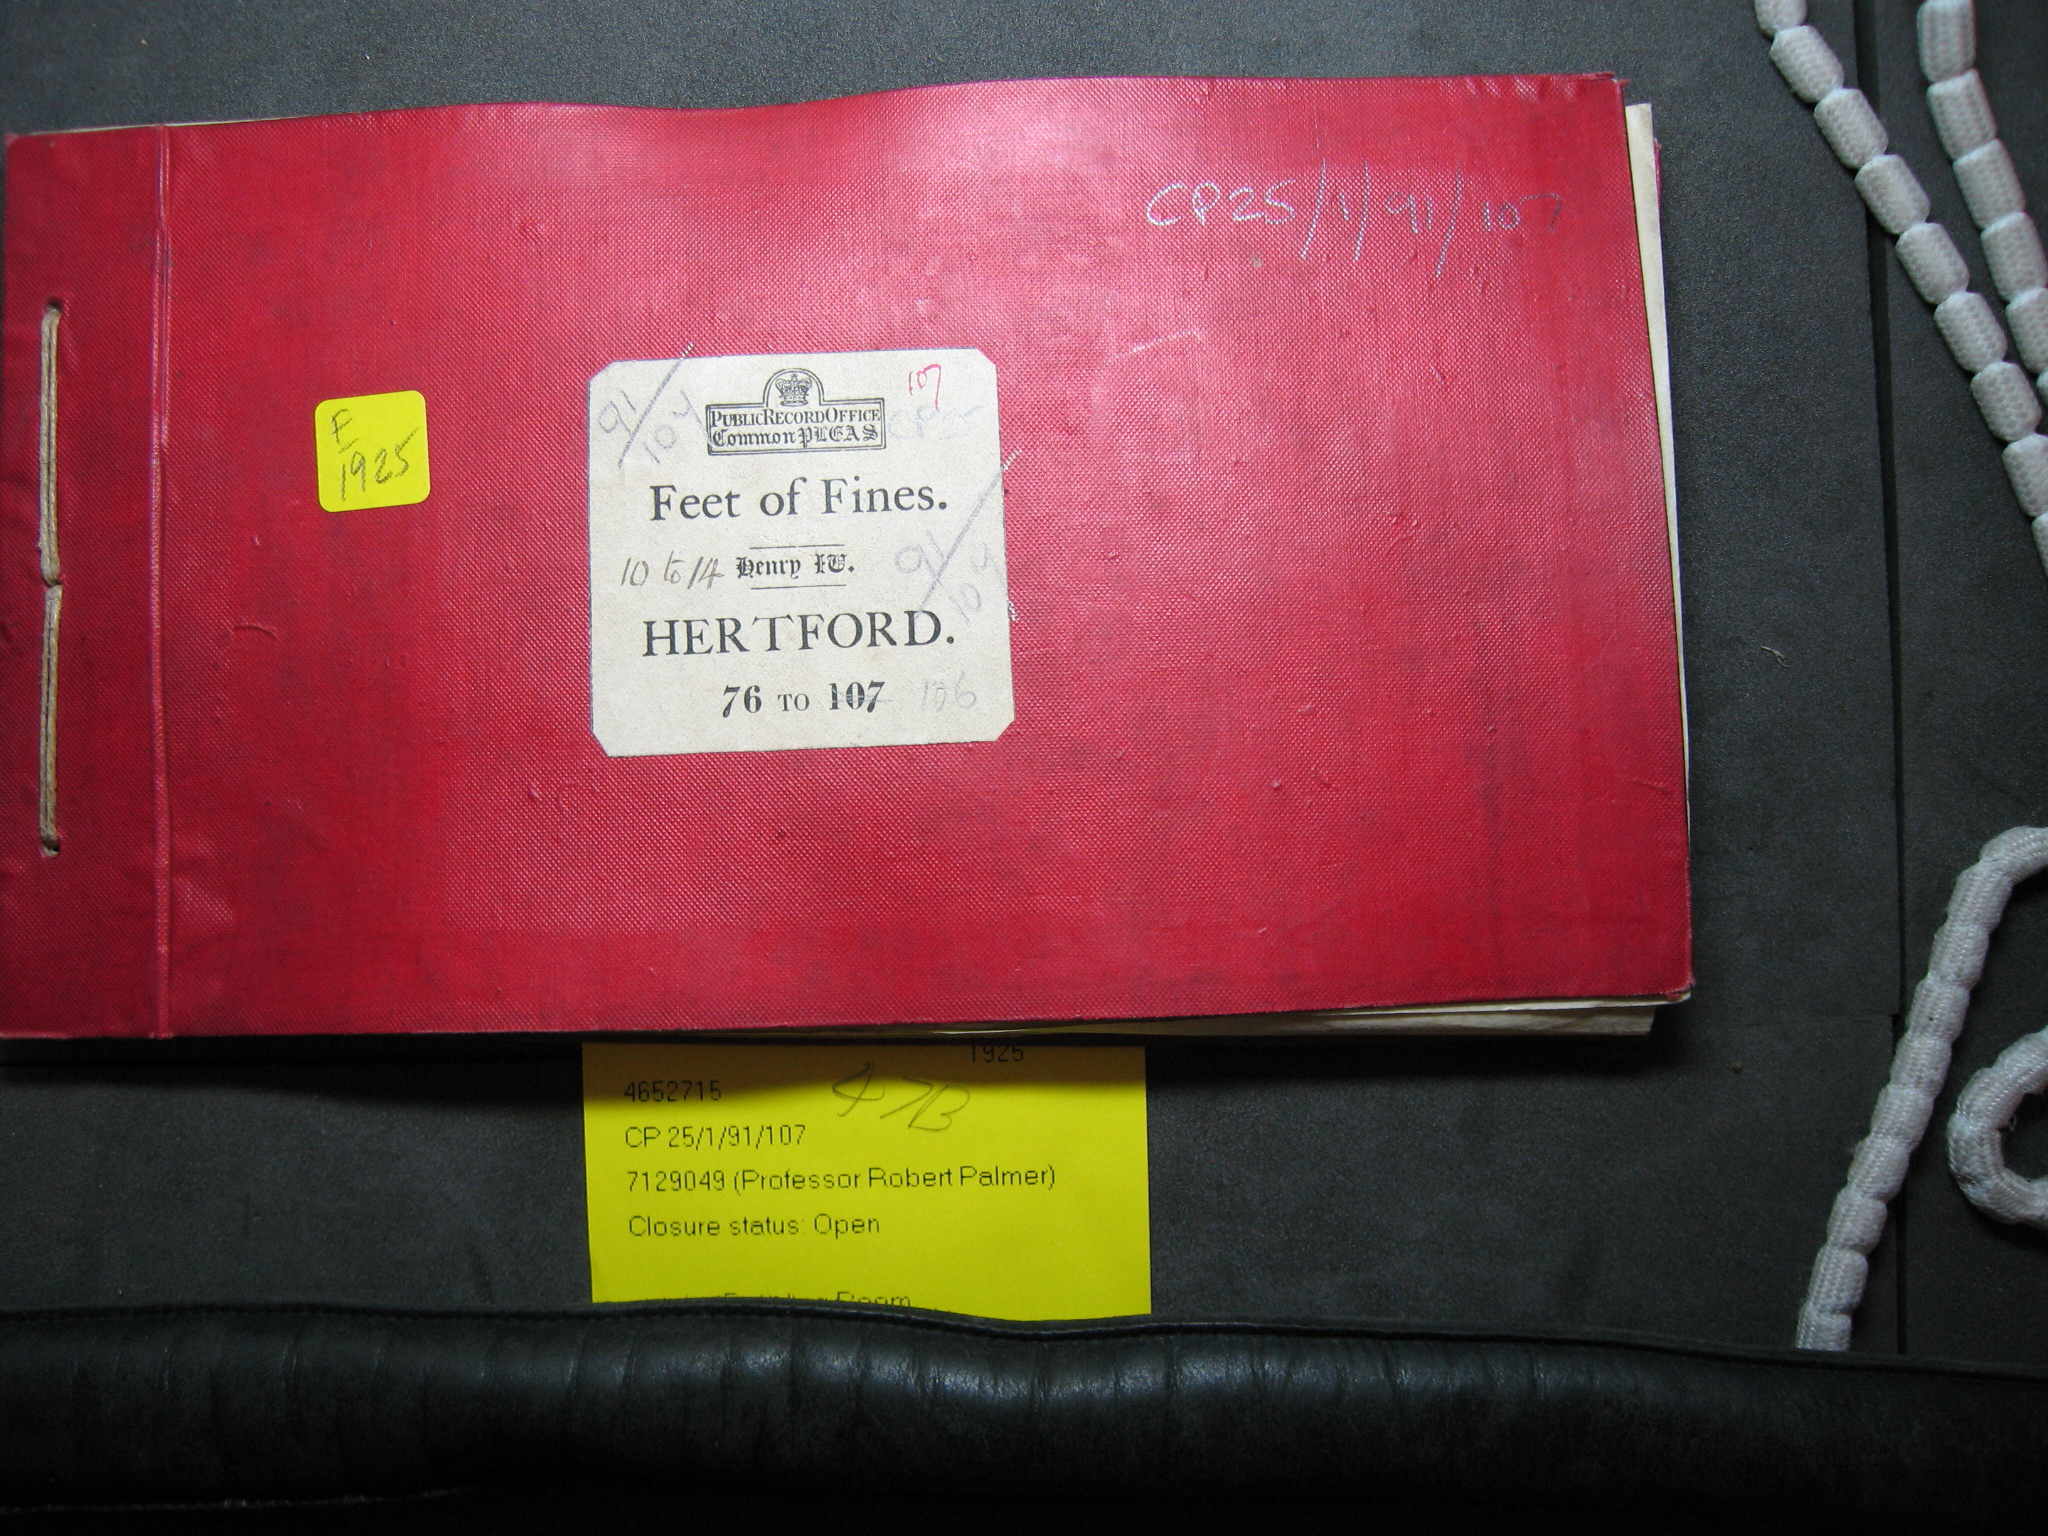 CP25/1/91/107
F
1925
91/104
107
PUBLIC RECORD OFFICE
Common PLEAS
CP25
Feet of Fines.
10 to 14 Henry IV.
91/104
HERTFORD.
76 TO 107 106
1925
4652715
47B
CP 25/1/91/107
7129049 (Professor Robert Palmer)
Closure status: Open
Room